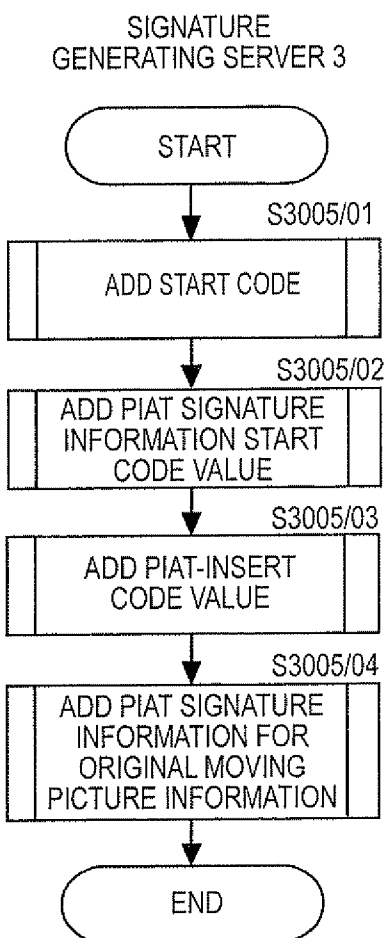 SIGNATURE
GENERATING SERVER 3
START
S3005/01
ADD START CODE
S3005/02
ADD PIAT SIGNATURE
INFORMATION START
CODE VALUE
S3005/03
ADD PIAT-INSERT
CODE VALUE
S3005/04
ADD PIAT SIGNATURE
INFORMATION FOR
ORIGINAL MOVING
PICTURE INFORMATION
END